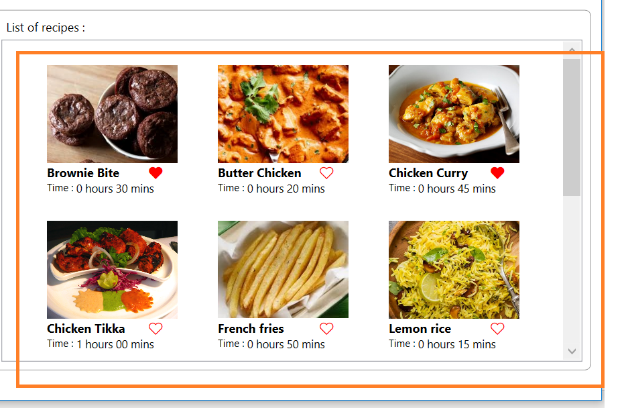 List of recipes :
Brownie Bite
Time : 0 hours 30 mins
Butter Chicken
Time : 0 hours 20 mins
Chicken Curry
Time : 0 hours 45 mins
Chicken Tikka
Time : 1 hours 00 mins
French fries
Time : 0 hours 50 mins
Lemon rice
Time : 0 hours 15 mins